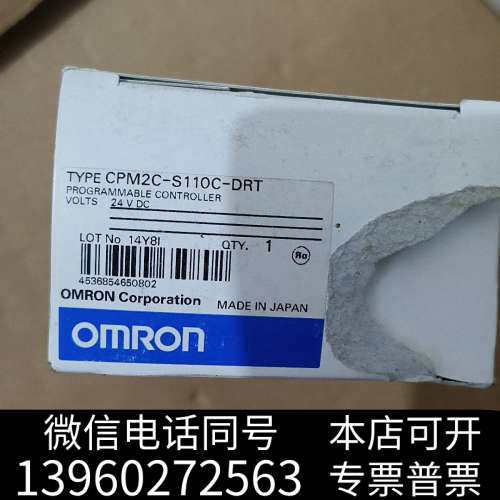 TYPE CPM2C-S110C-DRT
PROGRAMMABLE CONTROLLER
VOLTS 24 V DC
LOT No. 14Y8I QTY. 1
Ro
4536854650802
OMRON Corporation MADE IN JAPAN
OMRON
微信电话同号 本店可开
13960272563 专票普票